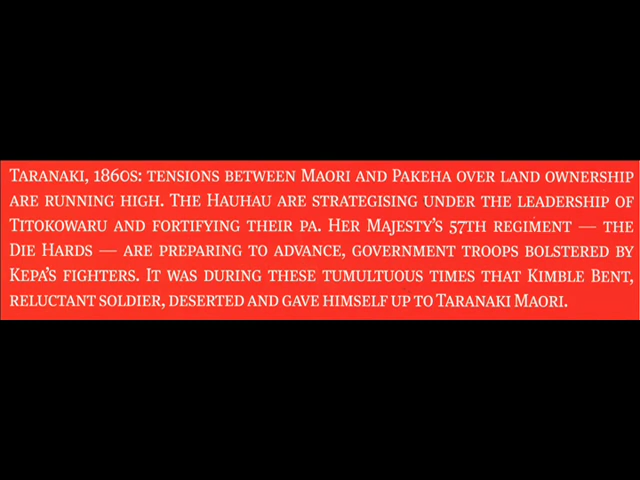 TARANAKI, 1860S: TENSIONS BETWEEN MAORI AND PAKEHA OVER LAND OWNERSHIP
ARE RUNNING HIGH. THE HAUHAU ARE STRATEGISING UNDER THE LEADERSHIP OF
TITOKOWARU AND FORTIFYING THEIR PA. HER MAJESTY'S 57TH REGIMENT — THE
DIE HARDS — ARE PREPARING TO ADVANCE, GOVERNMENT TROOPS BOLSTERED BY
KEPA'S FIGHTERS. IT WAS DURING THESE TUMULTUOUS TIMES THAT KIMBLE BENT,
RELUCTANT SOLDIER, DESERTED AND GAVE HIMSELF UP TO TARANAKI MAORI.